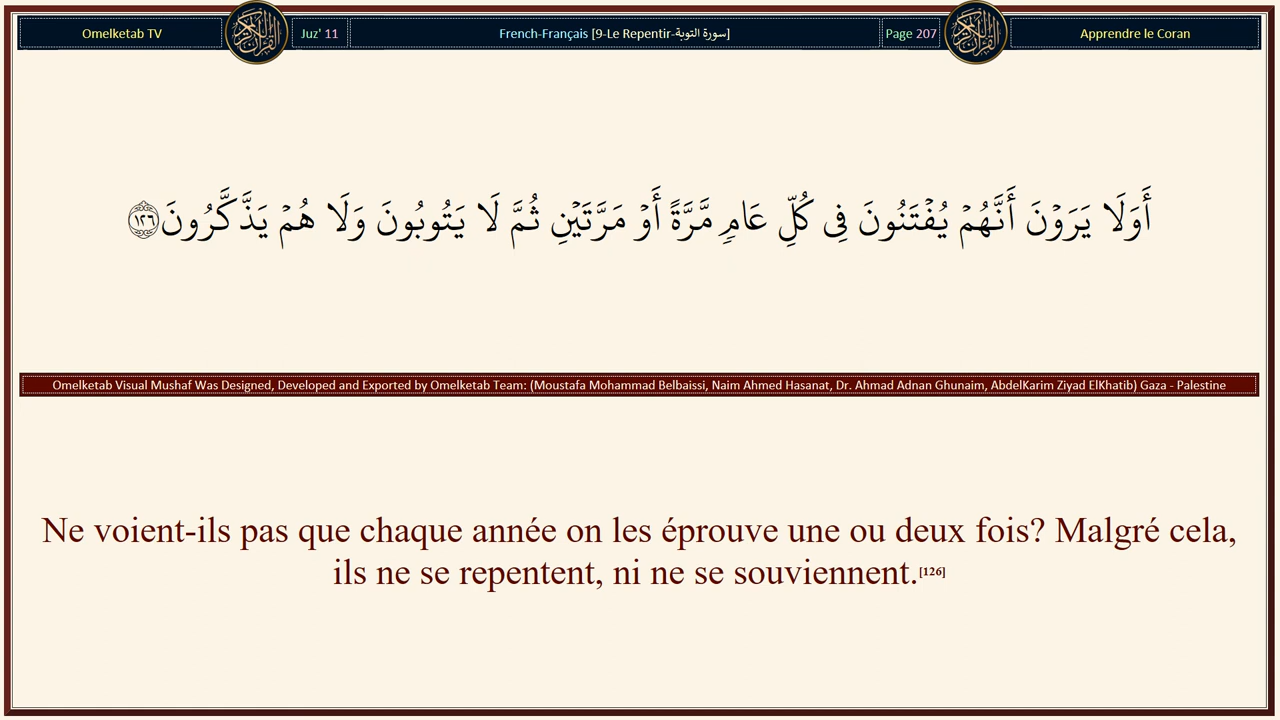 Omelketab TV
Juz' 11
French-Français [9-Le Repentir-سورة التوبة]
Page 207
Apprendre le Coran
أَوَلَا يَرَوْنَ أَنَّهُمْ يُفْتَنُونَ فِى كُلِّ عَامٍ مَّرَّةً أَوْ مَرَّتَيْنِ ثُمَّ لَا يَتُوبُونَ وَلَا هُمْ يَذَّكَّرُونَ ١٢٦
Omelketab Visual Mushaf Was Designed, Developed and Exported by Omelketab Team: (Moustafa Mohammad Belbaissi, Naim Ahmed Hasanat, Dr. Ahmad Adnan Ghunaim, AbdelKarim Ziyad ElKhatib) Gaza - Palestine
Ne voient-ils pas que chaque année on les éprouve une ou deux fois? Malgré cela,
ils ne se repentent, ni ne se souviennent.[126]